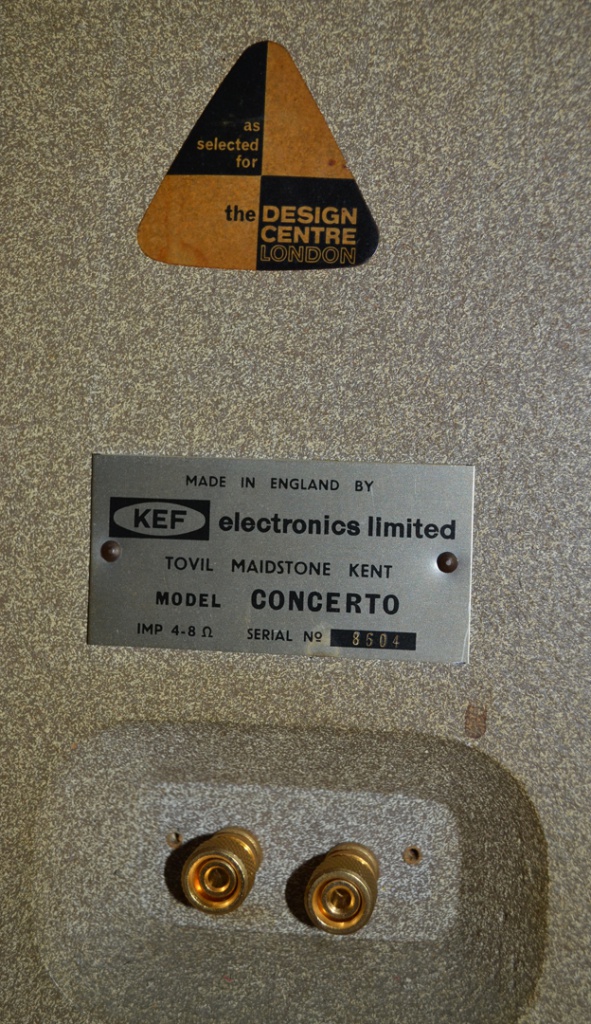 as
selected
for
the DESIGN
CENTRE
LONDON
MADE IN ENGLAND BY
KEF electronics limited
TOVIL MAIDSTONE KENT
MODEL CONCERTO
IMP 4-8 Ω SERIAL Nº 8604